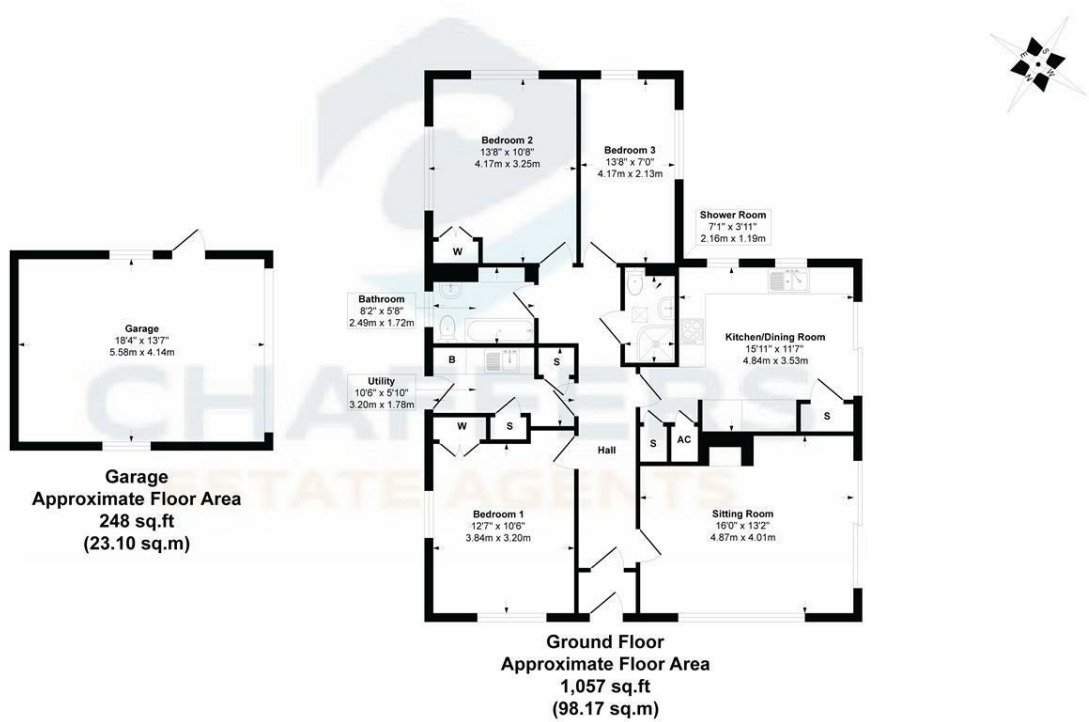 E S W N
Bedroom 2
13'8" x 10'8"
4.17m x 3.25m
Bedroom 3
13'8" x 7'0"
4.17m x 2.13m
Shower Room
7'1" x 3'11"
2.16m x 1.19m
W
Garage
18'4" x 13'7"
5.58m x 4.14m
Bathroom
8'2" x 5'8"
2.49m x 1.72m
Kitchen/Dining Room
15'11" x 11'7"
4.84m x 3.53m
B
S
Utility
10'6" x 5'10"
3.20m x 1.78m
CHAFFERS
ESTATE AGENTS
W
S
S
AC
S
Hall
Bedroom 1
12'7" x 10'6"
3.84m x 3.20m
Sitting Room
16'0" x 13'2"
4.87m x 4.01m
Garage
Approximate Floor Area
248 sq.ft
(23.10 sq.m)
Ground Floor
Approximate Floor Area
1,057 sq.ft
(98.17 sq.m)